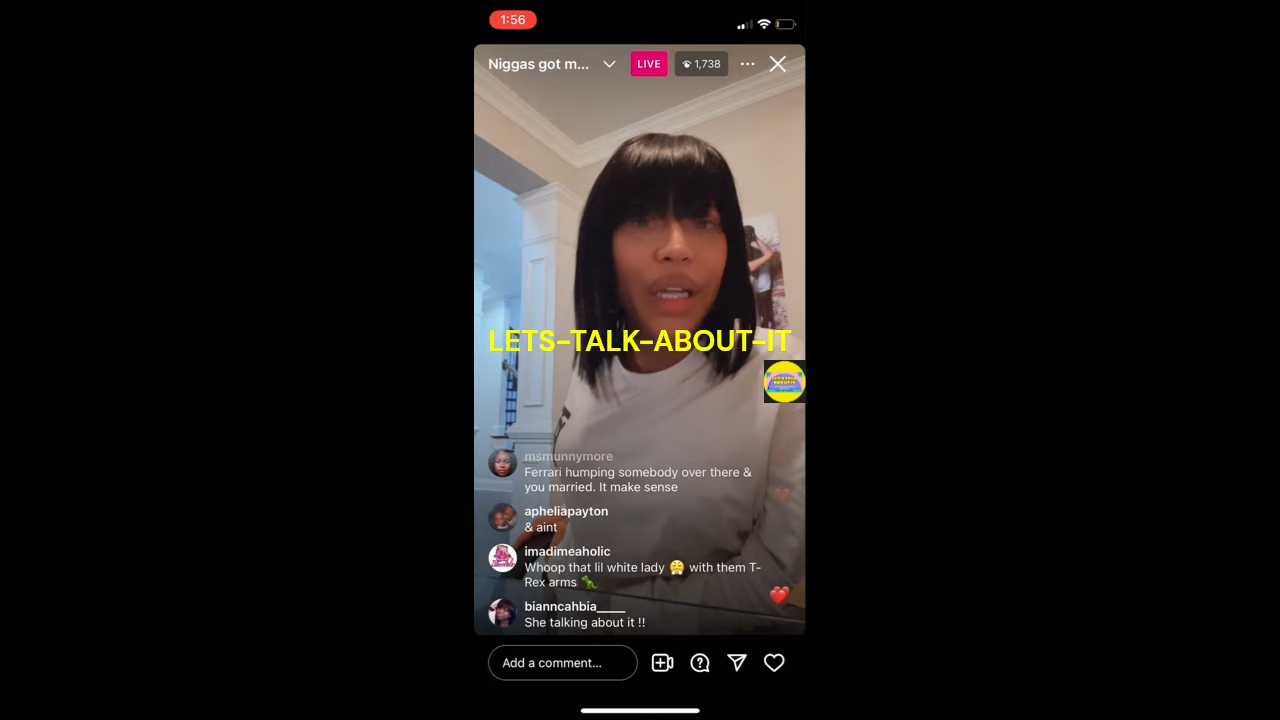 1:56
Niggas got m...
LIVE
1,738
LETS-TALK-ABOUT-IT
msmunnymore
Ferrari humping somebody over there &
you married. It make sense
apheliapayton
& aint
imadimeaholic
Whoop that lil white lady 😤 with them T-
Rex arms 🦖
bianncahbia_____
She talking about it !!
Add a comment...